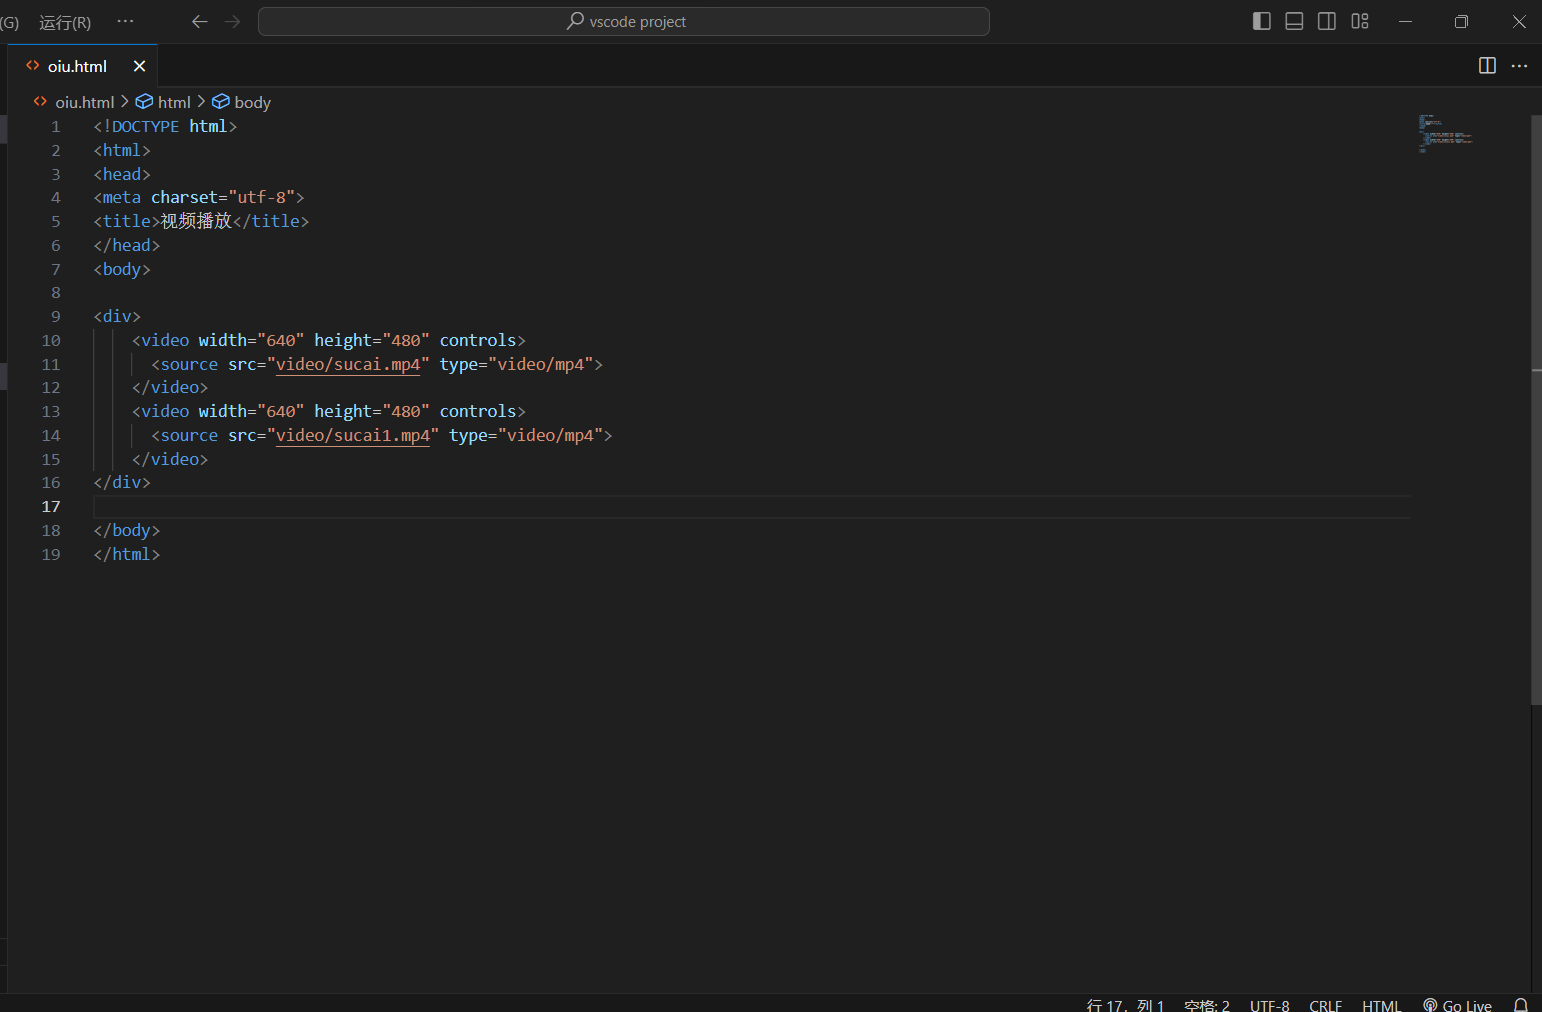 (G) 运行(R) ··· vscode project
oiu.html
oiu.html > html > body
1 <!DOCTYPE html>
2 <html>
3 <head>
4 <meta charset="utf-8">
5 <title>视频播放</title>
6 </head>
7 <body>
8
9 <div>
10 <video width="640" height="480" controls>
11 <source src="video/sucai.mp4" type="video/mp4">
12 </video>
13 <video width="640" height="480" controls>
14 <source src="video/sucai1.mp4" type="video/mp4">
15 </video>
16 </div>
17
18 </body>
19 </html>
行 17，列 1 空格: 2 UTF-8 CRLF HTML Go Live